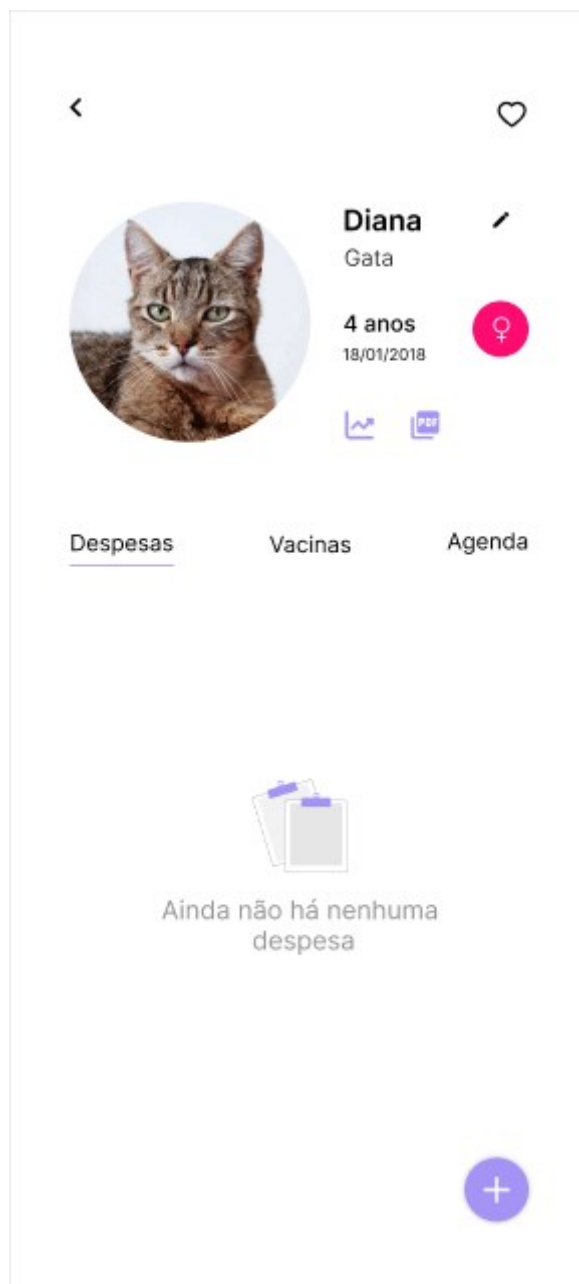 Diana
Gata
4 anos
18/01/2018
PDF
Despesas
Vacinas
Agenda
Ainda não há nenhuma
despesa